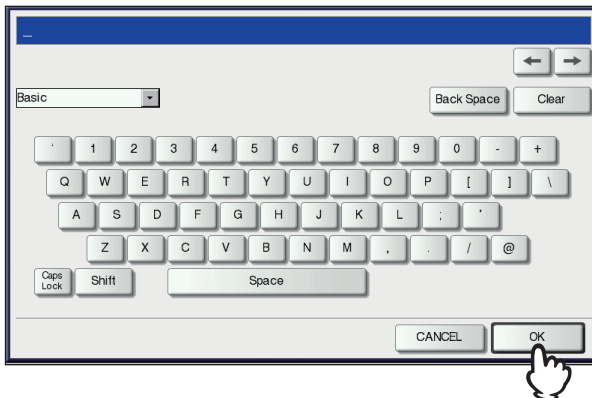 _
Basic
Back Space Clear
‘ 1 2 3 4 5 6 7 8 9 0 - +
Q W E R T Y U I O P [ ] \
A S D F G H J K L ; '
Z X C V B N M , . / @
Caps Lock Shift Space
CANCEL OK